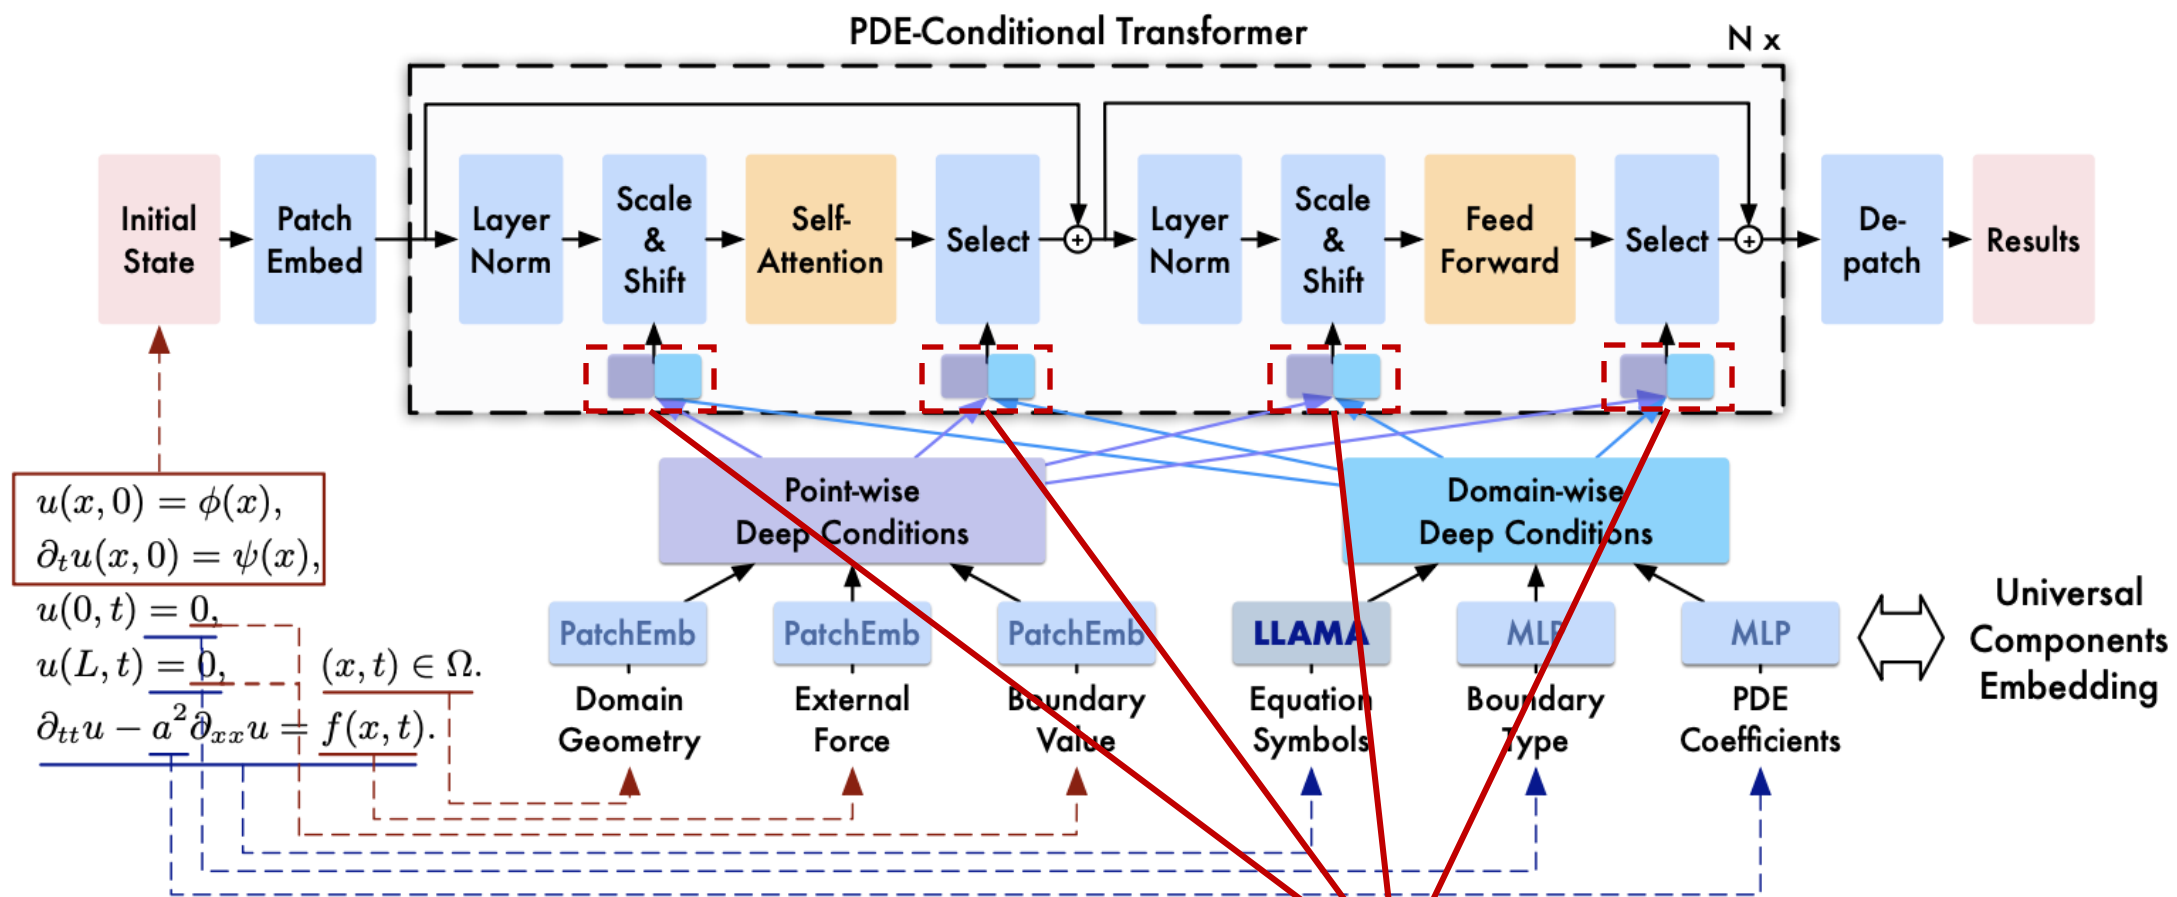 PDE-Conditional Transformer
N x
Initial
State
Patch
Embed
Layer
Norm
Scale
&
Shift
Self-
Attention
Select
+
Layer
Norm
Scale
&
Shift
Feed
Forward
Select
+
De-
patch
Results
u(x, 0) = ϕ(x),
∂ₜu(x, 0) = ψ(x),
u(0, t) = 0,
u(L, t) = 0,
(x, t) ∈ Ω.
∂ₜₜu − a²∂ₓₓu = f(x, t).
Point-wise
Deep Conditions
Domain-wise
Deep Conditions
PatchEmb
PatchEmb
PatchEmb
LLAMA
MLP
MLP
Domain
Geometry
External
Force
Boundary
Value
Equation
Symbols
Boundary
Type
PDE
Coefficients
Universal
Components
Embedding